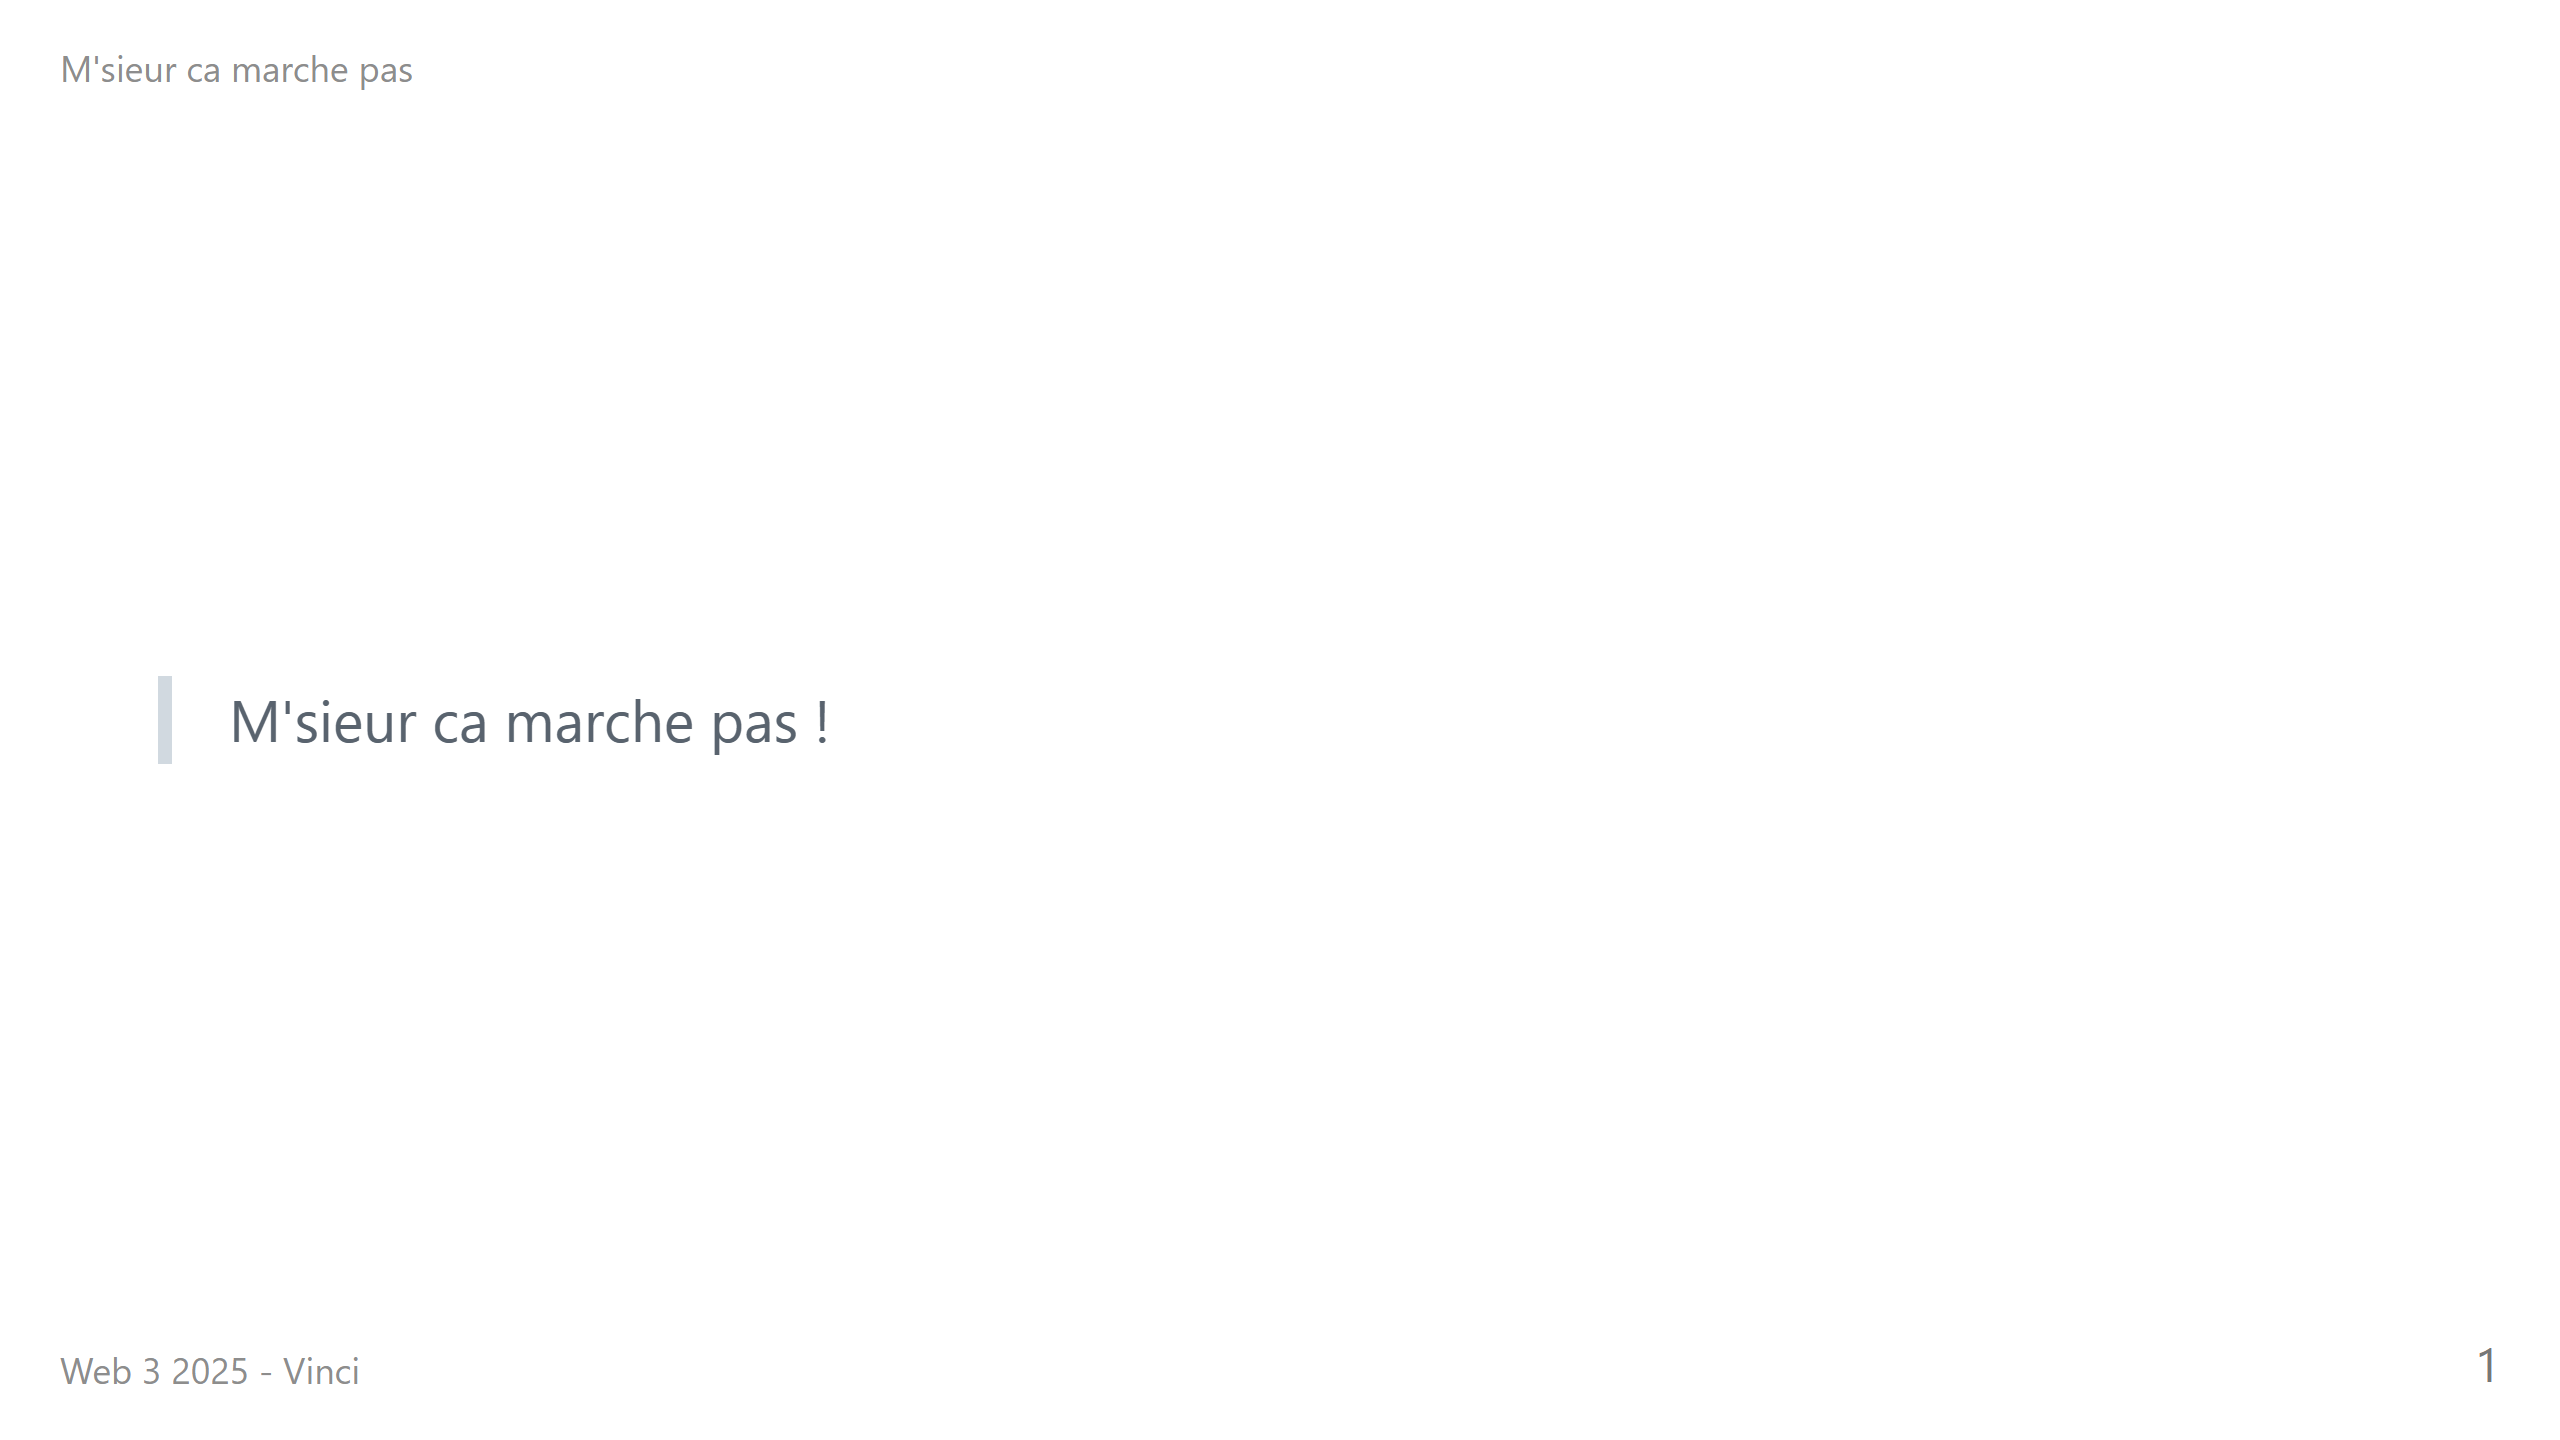 M'sieur ca marche pas
M'sieur ca marche pas !
Web 3 2025 - Vinci
1